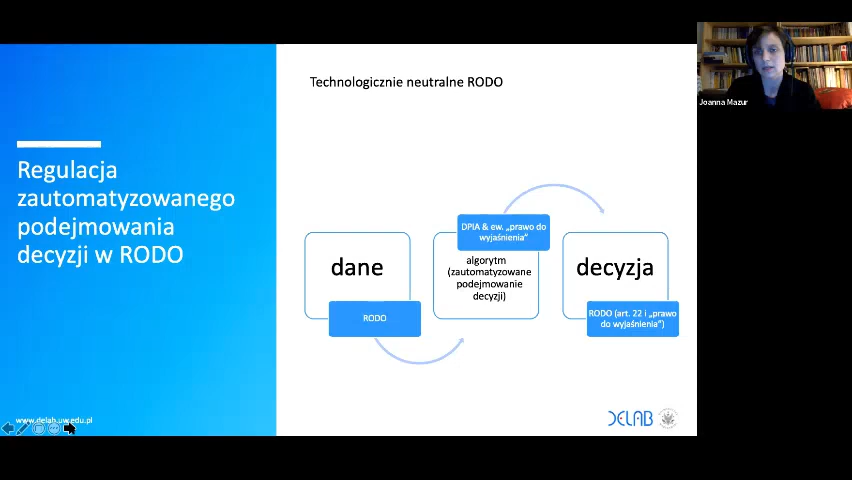 Technologicznie neutralne RODO
Joanna Mazur
Regulacja
zautomatyzowanego
podejmowania
decyzji w RODO
DPIA & ew. „prawo do
wyjaśnienia”
dane
algorytm
(zautomatyzowane
podejmowanie
decyzji)
decyzja
RODO
RODO (art. 22 i „prawo
do wyjaśnienia”)
www.delab.uw.edu.pl
DELAB